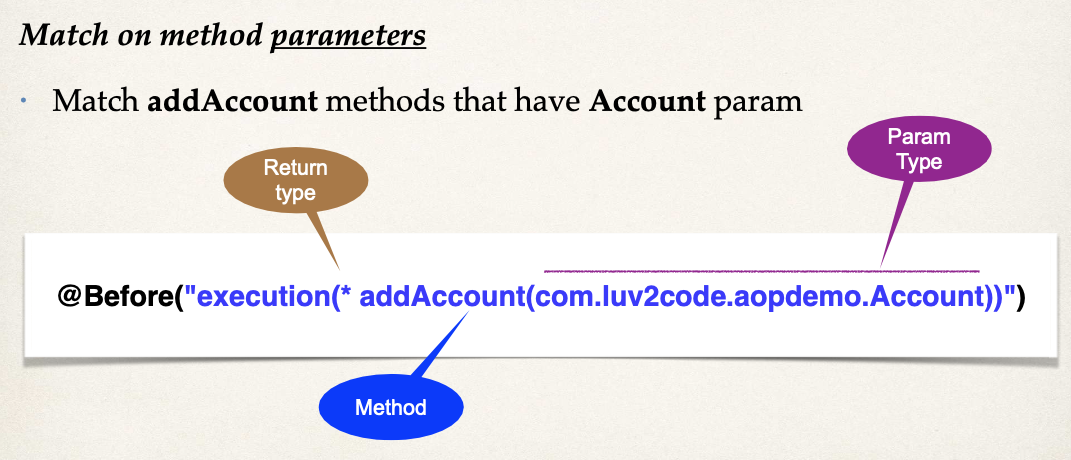 Match on method parameters
• Match addAccount methods that have Account param
Param
Type
Return
type
@Before("execution(* addAccount(com.luv2code.aopdemo.Account))")
Method